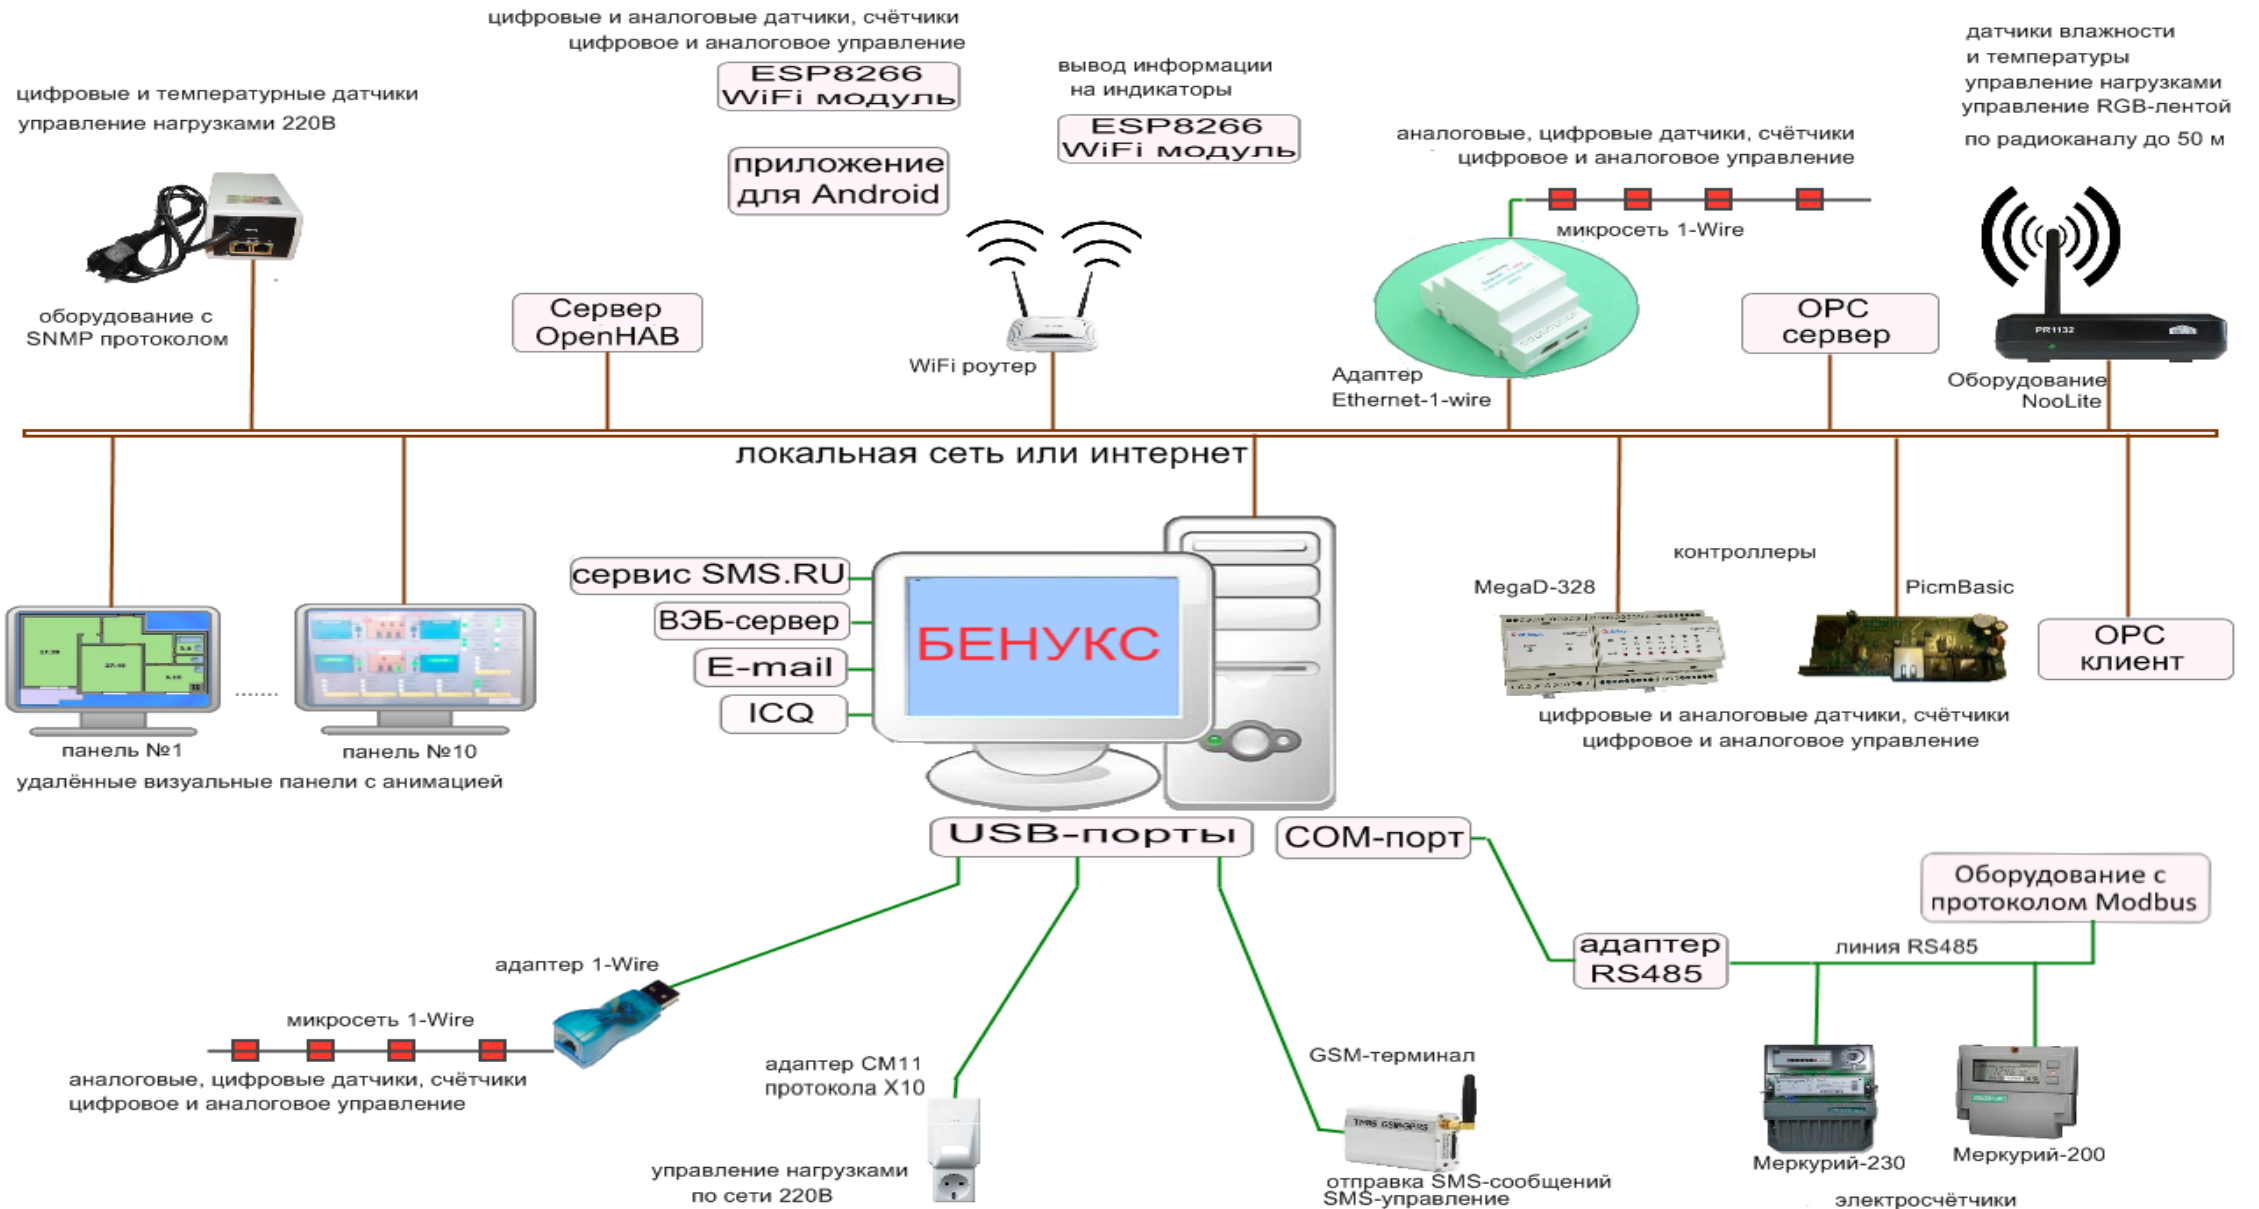 цифровые и аналоговые датчики, счётчики
цифровое и аналоговое управление
ESP8266
WiFi модуль
вывод информации
на индикаторы
ESP8266
WiFi модуль
датчики влажности
и температуры
управление нагрузками
управление RGB-лентой
по радиоканалу до 50 м
цифровые и температурные датчики
управление нагрузками 220В
приложение
для Android
аналоговые, цифровые датчики, счётчики
цифровое и аналоговое управление
микросеть 1-Wire
оборудование с
SNMP протоколом
Сервер
OpenHAB
WiFi роутер
Адаптер
Ethernet-1-wire
OPC
сервер
PR1132
Оборудование
NooLite
локальная сеть или интернет
сервис SMS.RU
ВЭБ-сервер
E-mail
ICQ
БЕНУКС
контроллеры
MegaD-328
PicmBasic
OPC
клиент
цифровые и аналоговые датчики, счётчики
цифровое и аналоговое управление
.......
панель №1
панель №10
удалённые визуальные панели с анимацией
USB-порты
COM-порт
Оборудование с
протоколом Modbus
адаптер
RS485
линия RS485
адаптер 1-Wire
микросеть 1-Wire
аналоговые, цифровые датчики, счётчики
цифровое и аналоговое управление
адаптер CM11
протокола X10
управление нагрузками
по сети 220В
GSM-терминал
отправка SMS-сообщений
SMS-управление
Меркурий-230
Меркурий-200
электросчётчики